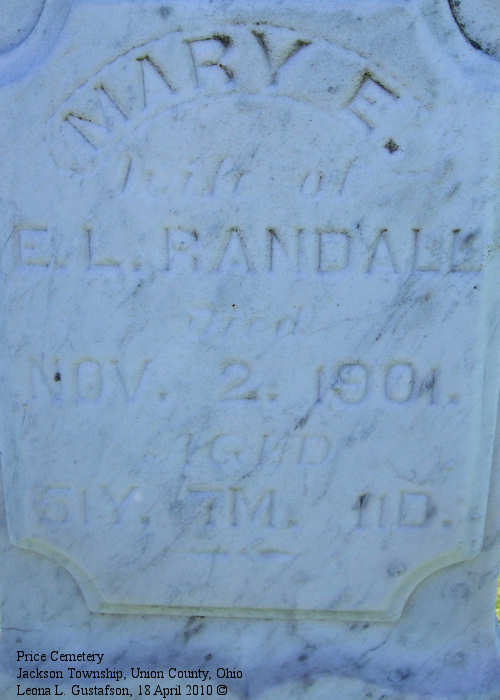 MARY E.
Wife of
E. L. RANDALL
Died
NOV. 2. 1901.
AGED
51Y. 7M. 11D.
Price Cemetery
Jackson Township, Union County, Ohio
Leona L. Gustafson, 18 April 2010 ©